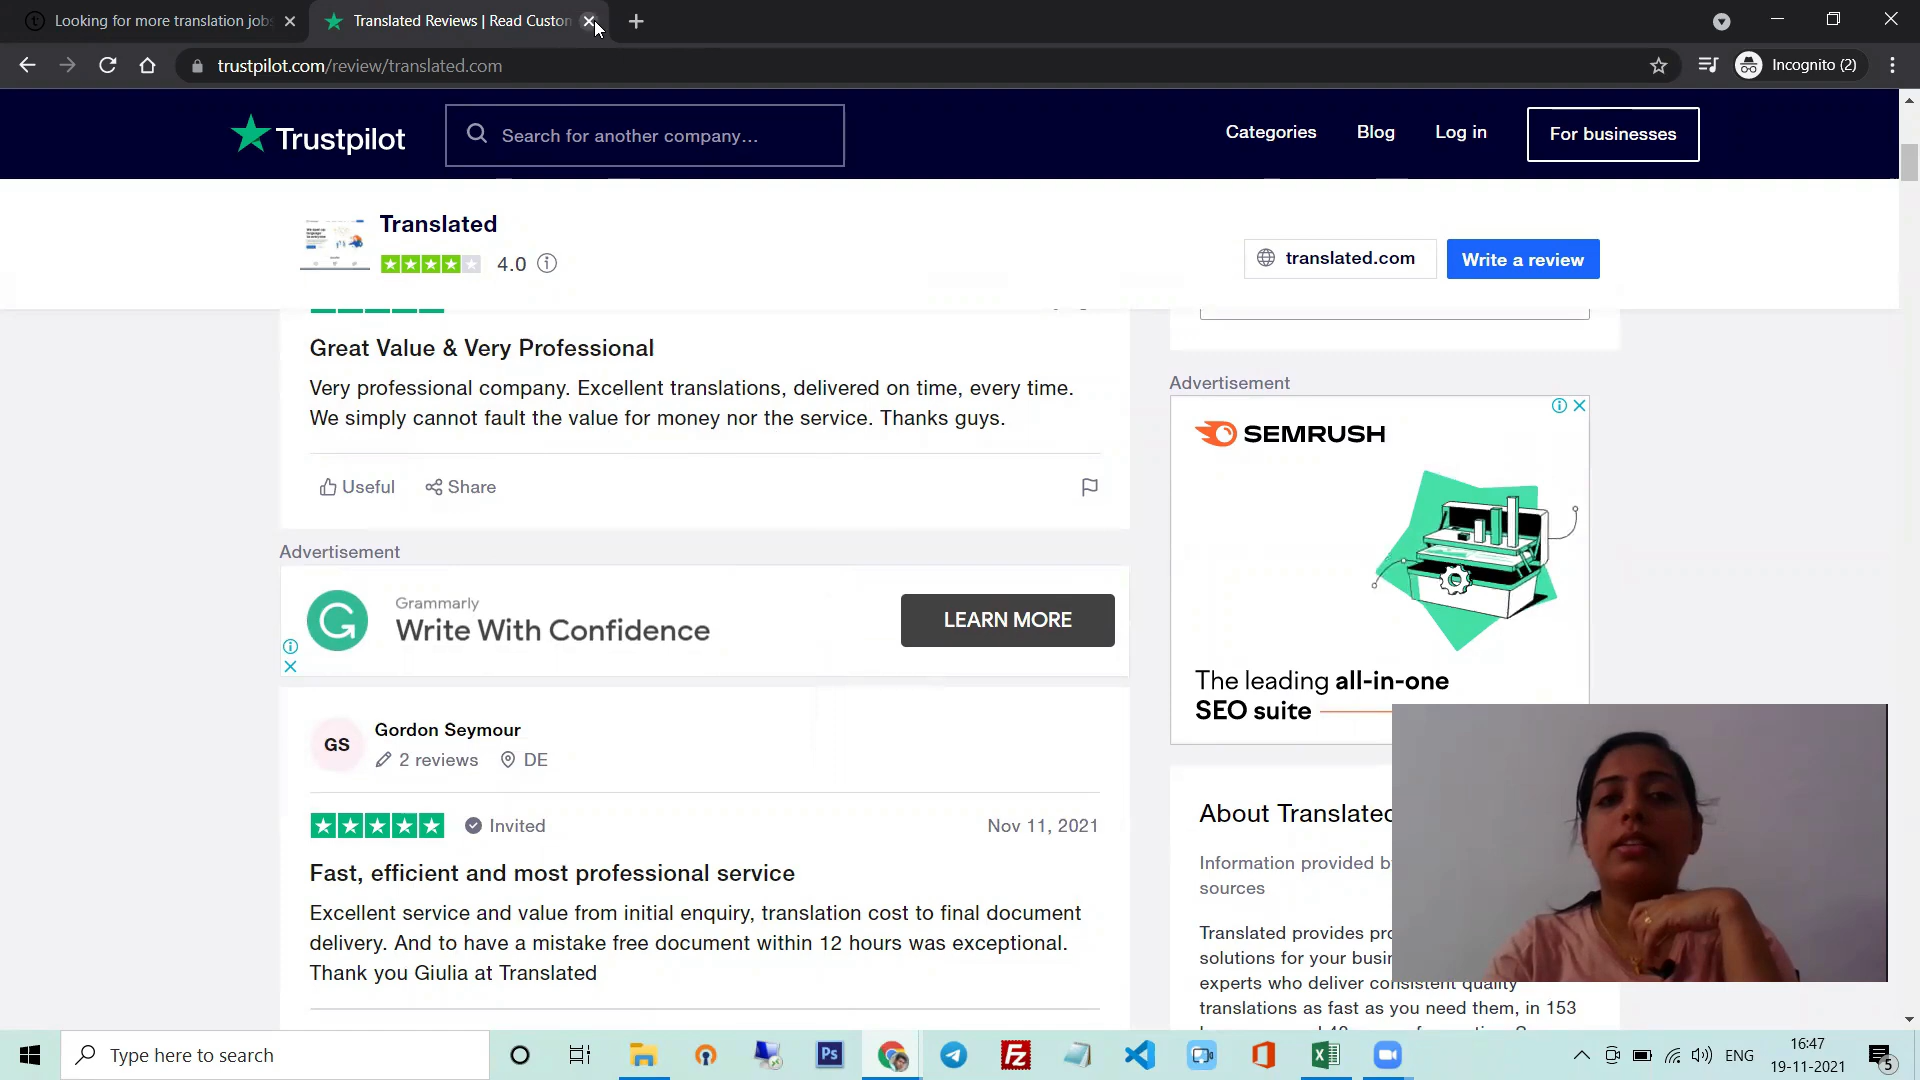 Looking for more translation job
Translated Reviews | Read Custon
trustpilot.com/review/translated.com
Incognito (2)
Trustpilot
Search for another company...
Categories
Blog
Log in
For businesses
Translated
4.0
translated.com
Write a review
Great Value & Very Professional
Very professional company. Excellent translations, delivered on time, every time.
We simply cannot fault the value for money nor the service. Thanks guys.
Useful
Share
Advertisement
SEMRUSH
The leading all-in-one
SEO suite
Advertisement
Grammarly
Write With Confidence
LEARN MORE
GS
Gordon Seymour
2 reviews
DE
Invited
Nov 11, 2021
Fast, efficient and most professional service
Excellent service and value from initial enquiry, translation cost to final document
delivery. And to have a mistake free document within 12 hours was exceptional.
Thank you Giulia at Translated
About Translated
Information provided
sources
Translated provides
solutions for your
experts who deliver consistent quality
translations as fast as you need them, in 153
Type here to search
Ps
Fz
ENG
16:47
19-11-2021
5